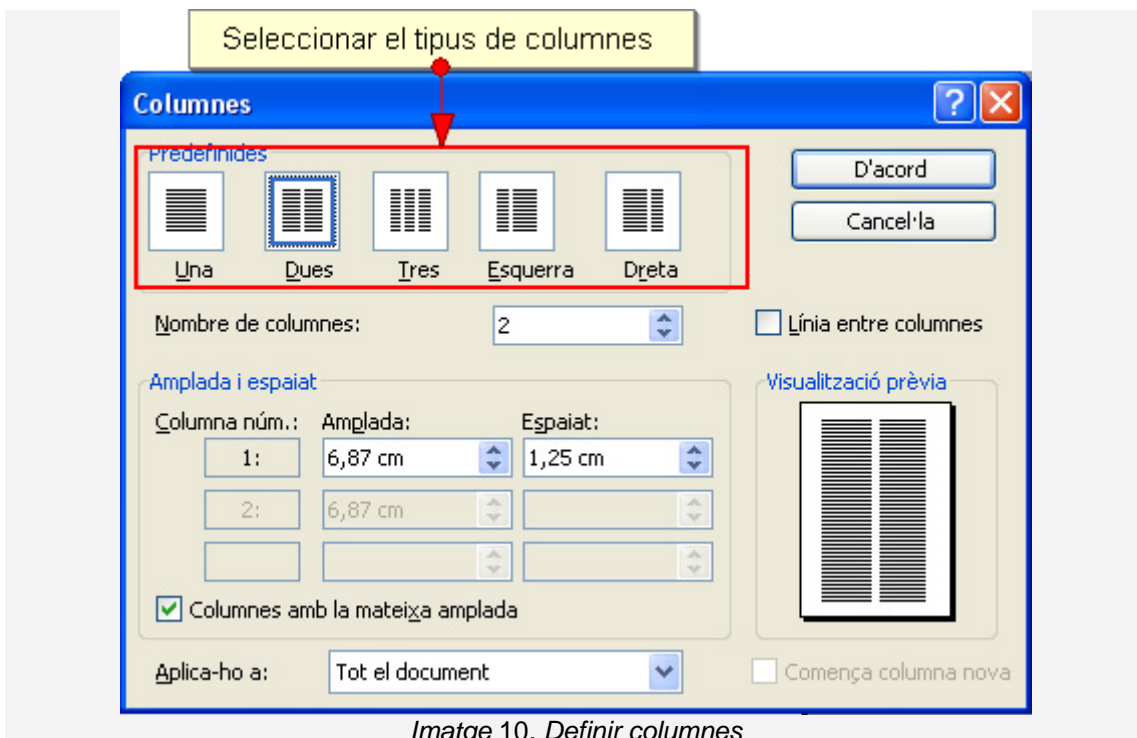 Seleccionar el tipus de columnes
Columnes
Predefinides
D'acord
Cancel·la
Una Dues Tres Esquerra Dreta
Nombre de columnes: 2
Línia entre columnes
Amplada i espaiat
Visualització prèvia
Columna núm.: Amplada: Espaiat:
1: 6,87 cm 1,25 cm
2: 6,87 cm
Columnes amb la mateixa amplada
Aplica-ho a: Tot el document
Comença columna nova
Imatge 10. Definir columnes